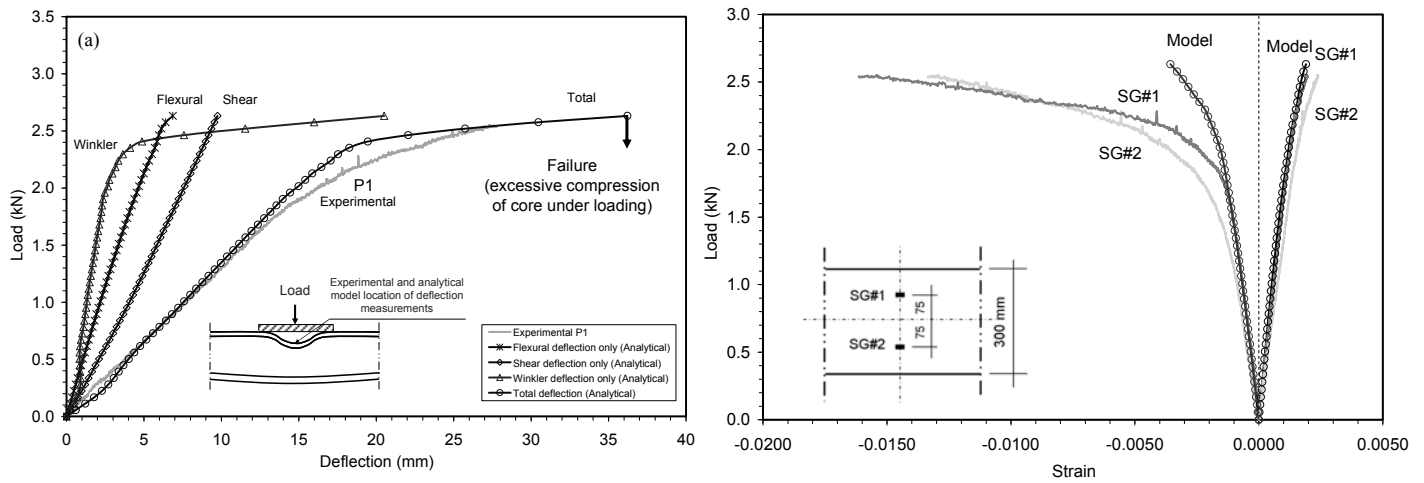 (a)
3.5
3.0
2.5
2.0
1.5
1.0
0.5
0.0
Load (kN)
0
5
10
15
20
25
30
35
40
Deflection (mm)
Flexural
Shear
Winkler
Total
P1
Experimental
Failure
(excessive compression
of core under loading)
Load
Experimental and analytical
model location of deflection
measurements
Experimental P1
Flexural deflection only (Analytical)
Shear deflection only (Analytical)
Winkler deflection only (Analytical)
Total deflection (Analytical)
3.0
2.5
2.0
1.5
1.0
0.5
0.0
Load (kN)
-0.0200
-0.0150
-0.0100
-0.0050
0.0000
0.0050
Strain
Model
Model
SG#1
SG#2
SG#1
SG#2
SG#1
SG#2
75
75
300 mm